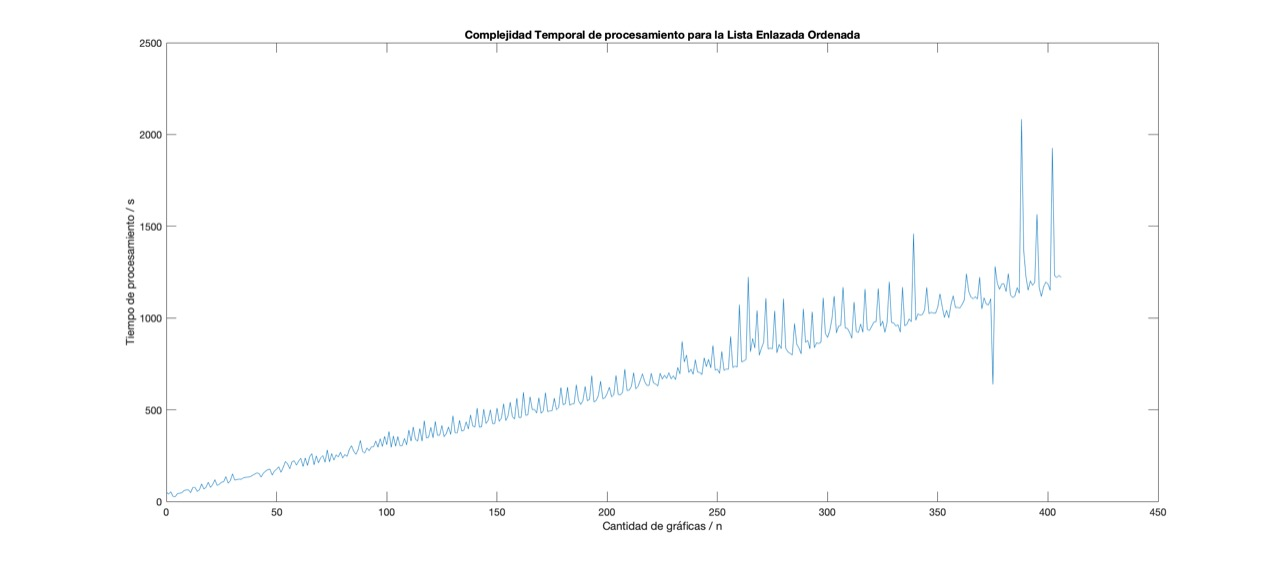 Complejidad Temporal de procesamiento para la Lista Enlazada Ordenada
2500
2000
1500
1000
500
0
Tiempo de procesamiento / s
0 50 100 150 200 250 300 350 400 450
Cantidad de gráficas / n